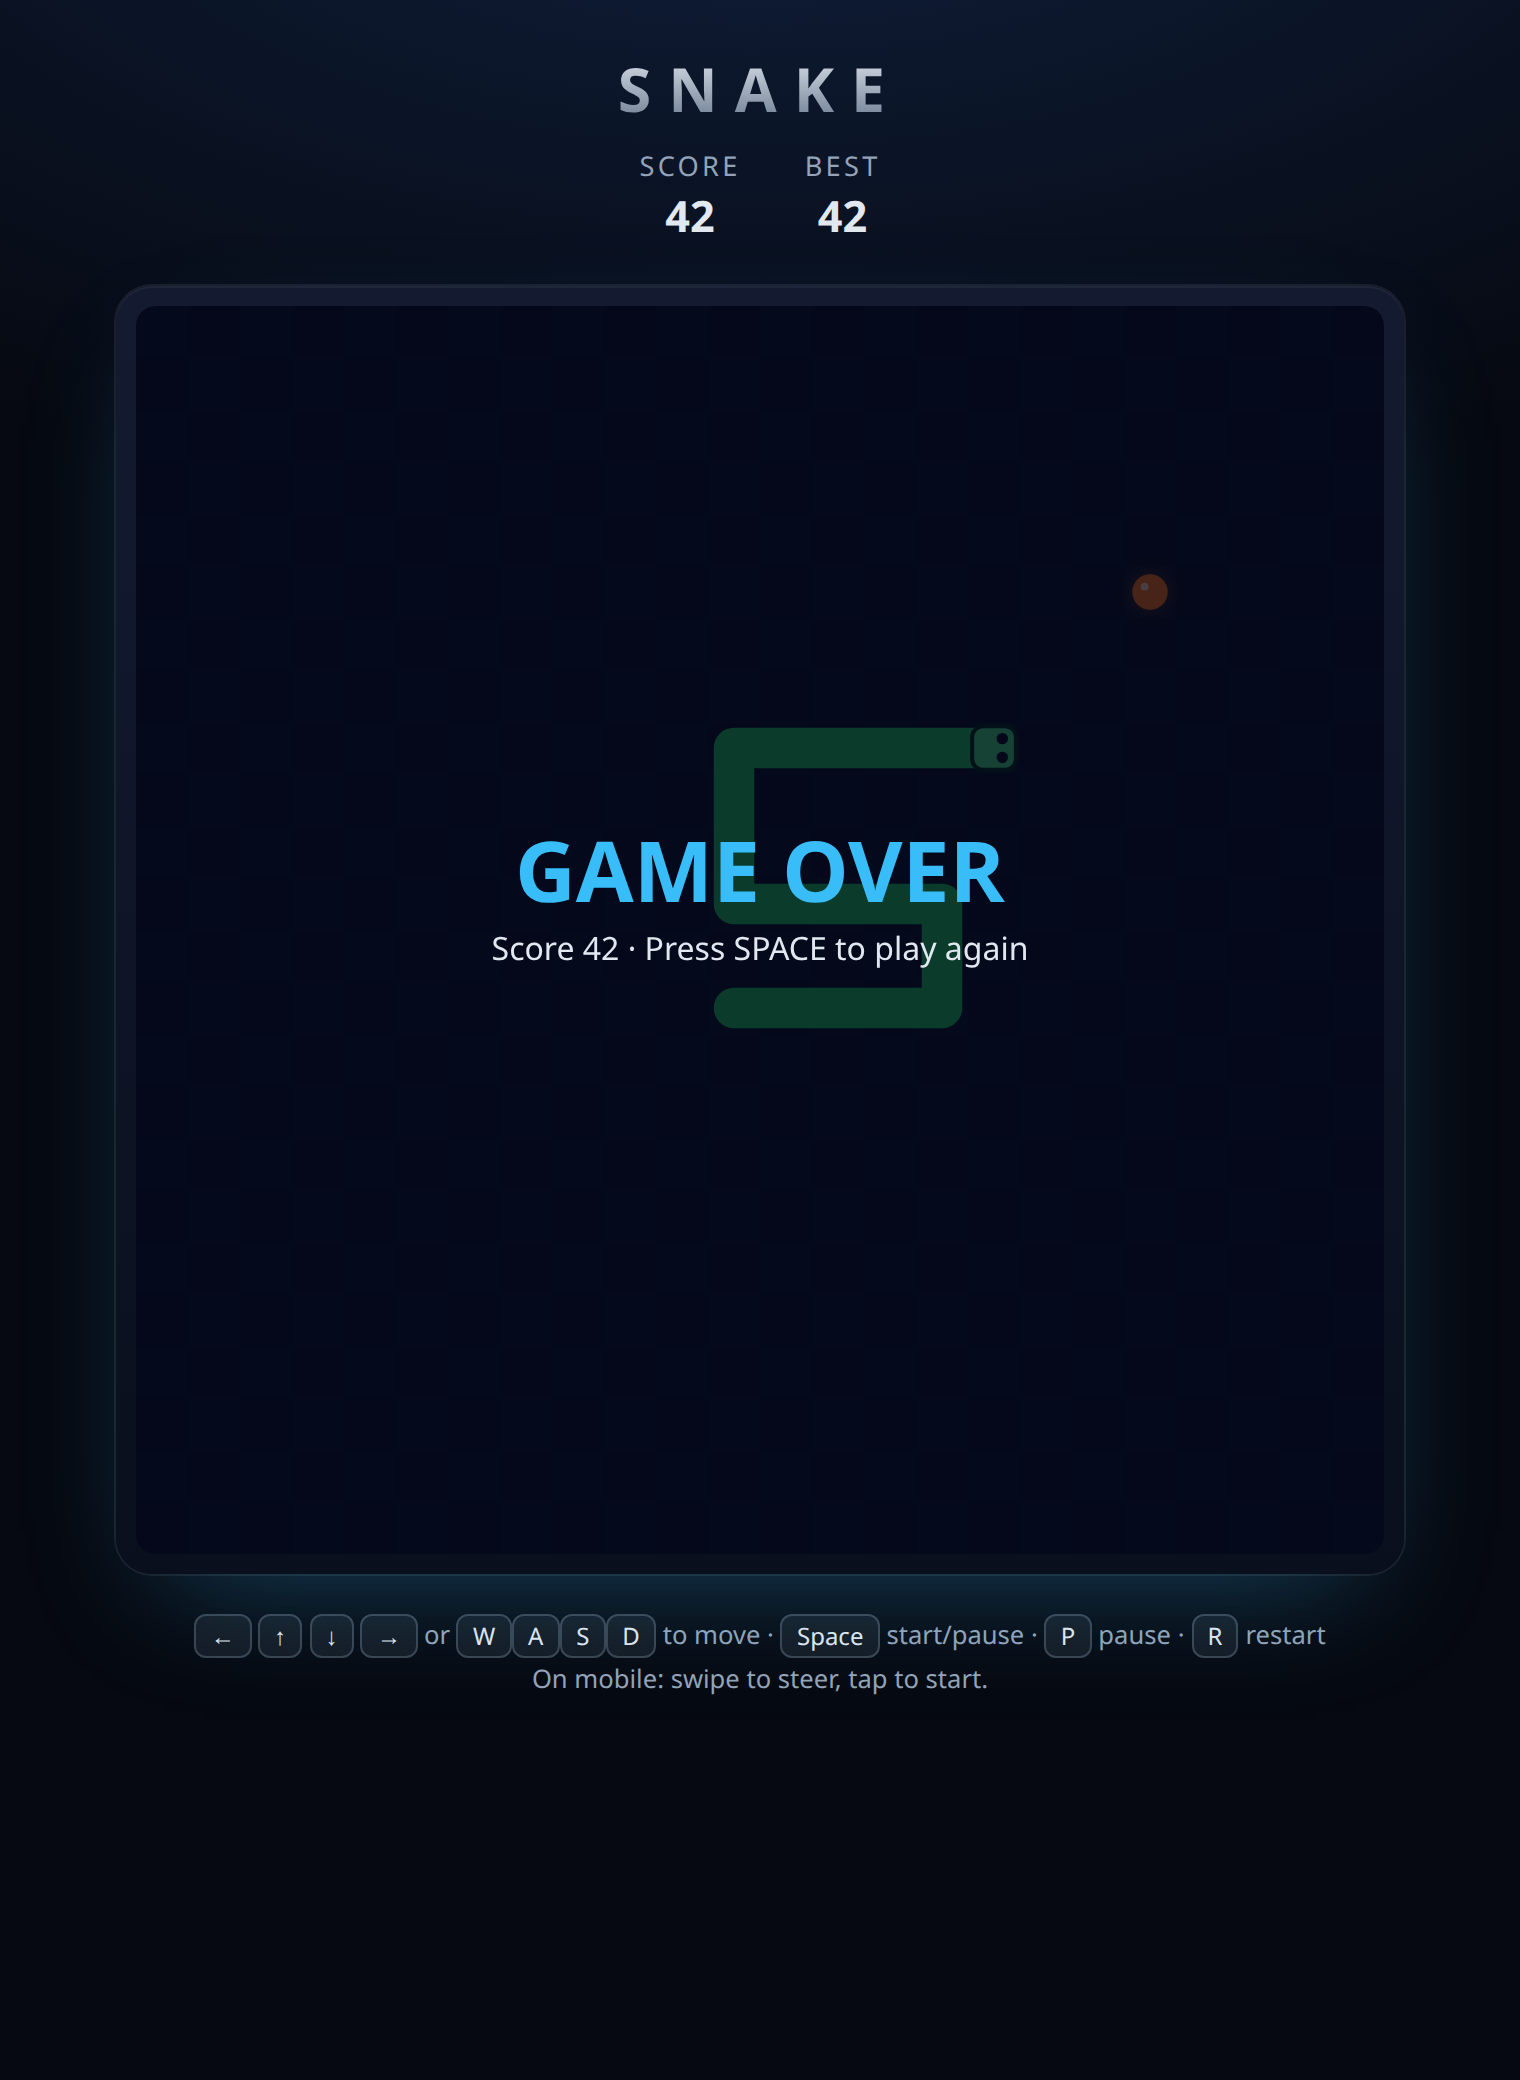 SNAKE
SCORE BEST
42 42
GAME OVER
Score 42 · Press SPACE to play again
← ↑ ↓ → or W A S D to move · Space start/pause · P pause · R restart
On mobile: swipe to steer, tap to start.